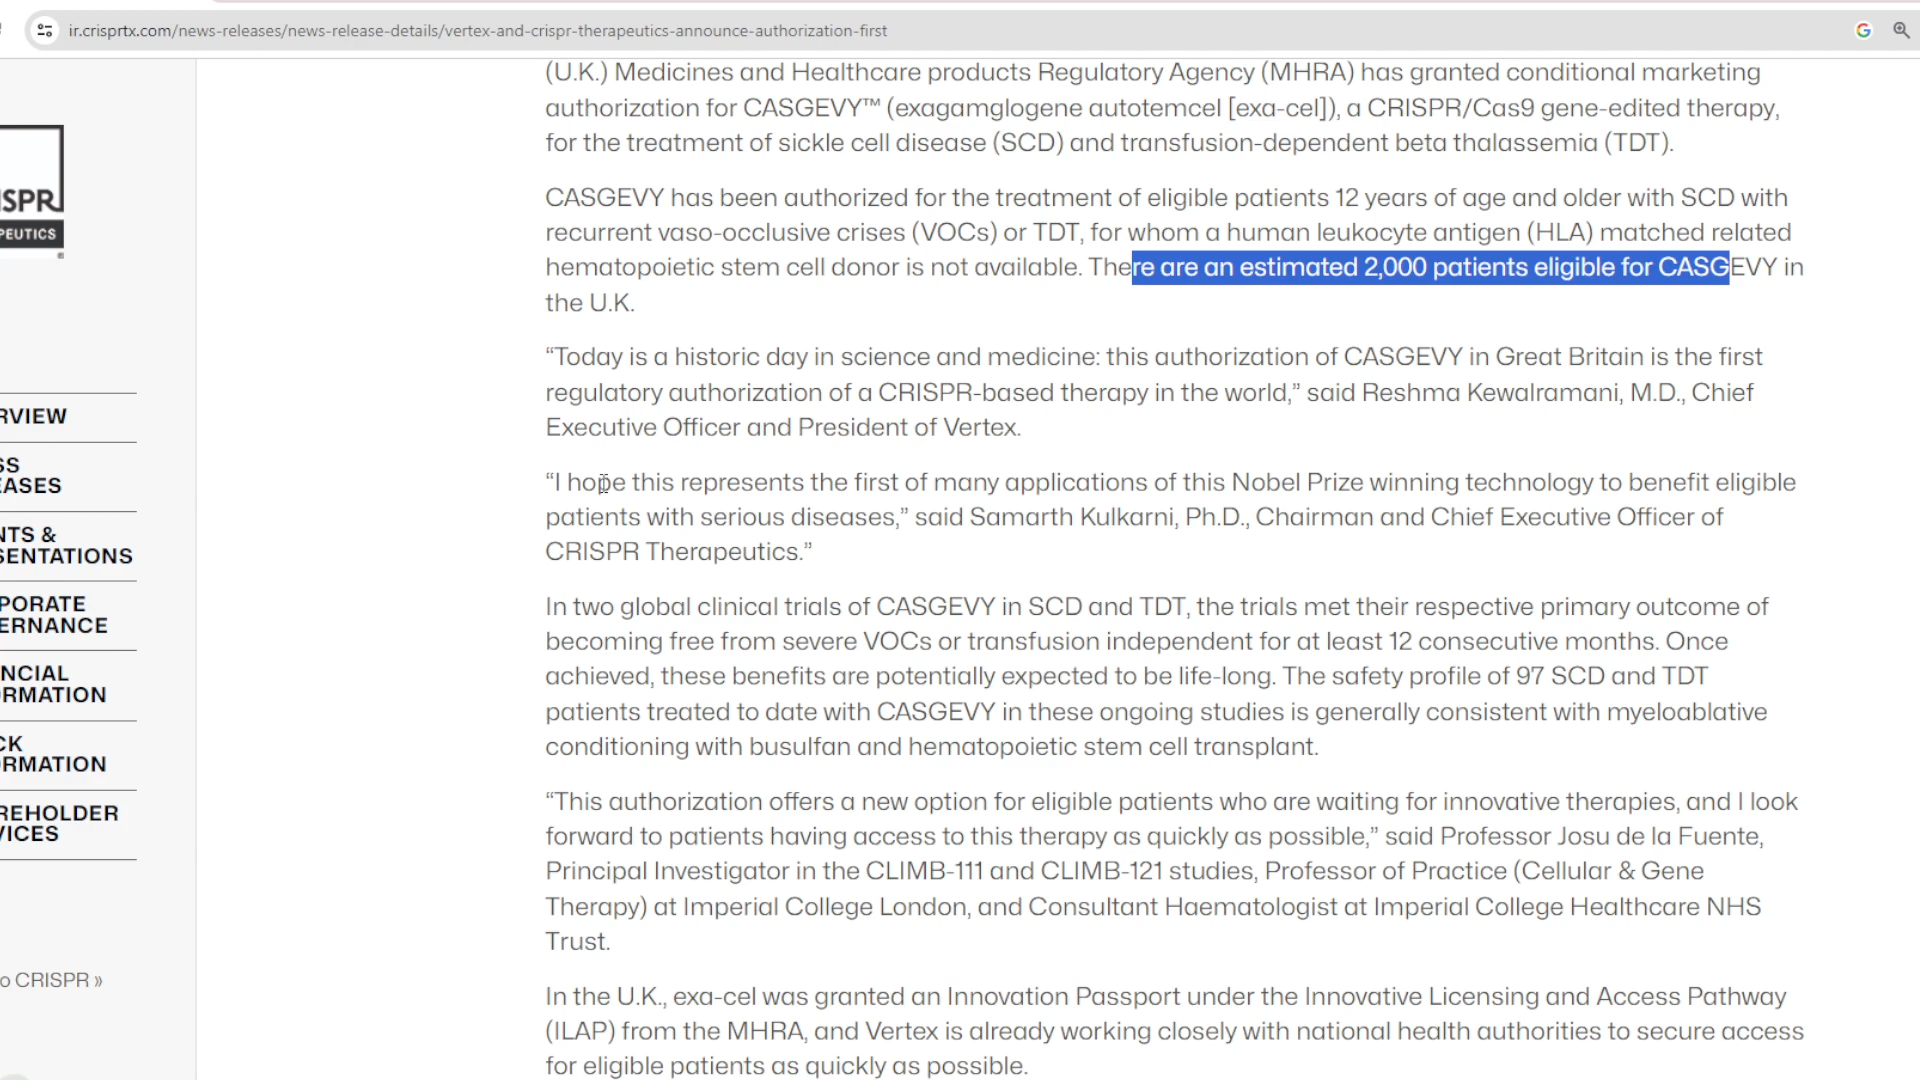 ir.crisprtx.com/news-releases/news-release-details/vertex-and-crispr-therapeutics-announce-authorization-first
(U.K.) Medicines and Healthcare products Regulatory Agency (MHRA) has granted conditional marketing
authorization for CASGEVY™ (exagamglogene autotemcel [exa-cel]), a CRISPR/Cas9 gene-edited therapy,
for the treatment of sickle cell disease (SCD) and transfusion-dependent beta thalassemia (TDT).
CASGEVY has been authorized for the treatment of eligible patients 12 years of age and older with SCD with
recurrent vaso-occlusive crises (VOCs) or TDT, for whom a human leukocyte antigen (HLA) matched related
hematopoietic stem cell donor is not available. There are an estimated 2,000 patients eligible for CASGEVY in
the U.K.
“Today is a historic day in science and medicine: this authorization of CASGEVY in Great Britain is the first
regulatory authorization of a CRISPR-based therapy in the world,” said Reshma Kewalramani, M.D., Chief
Executive Officer and President of Vertex.
“I hope this represents the first of many applications of this Nobel Prize winning technology to benefit eligible
patients with serious diseases,” said Samarth Kulkarni, Ph.D., Chairman and Chief Executive Officer of
CRISPR Therapeutics.”
In two global clinical trials of CASGEVY in SCD and TDT, the trials met their respective primary outcome of
becoming free from severe VOCs or transfusion independent for at least 12 consecutive months. Once
achieved, these benefits are potentially expected to be life-long. The safety profile of 97 SCD and TDT
patients treated to date with CASGEVY in these ongoing studies is generally consistent with myeloablative
conditioning with busulfan and hematopoietic stem cell transplant.
“This authorization offers a new option for eligible patients who are waiting for innovative therapies, and I look
forward to patients having access to this therapy as quickly as possible,” said Professor Josu de la Fuente,
Principal Investigator in the CLIMB-111 and CLIMB-121 studies, Professor of Practice (Cellular & Gene
Therapy) at Imperial College London, and Consultant Haematologist at Imperial College Healthcare NHS
Trust.
In the U.K., exa-cel was granted an Innovation Passport under the Innovative Licensing and Access Pathway
(ILAP) from the MHRA, and Vertex is already working closely with national health authorities to secure access
for eligible patients as quickly as possible.
ISPR
PEUTICS
RVIEW
SS
EASES
NTS &
SENTATIONS
PORATE
ERNANCE
NCIAL
ORMATION
CK
ORMATION
REHOLDER
VICES
o CRISPR »